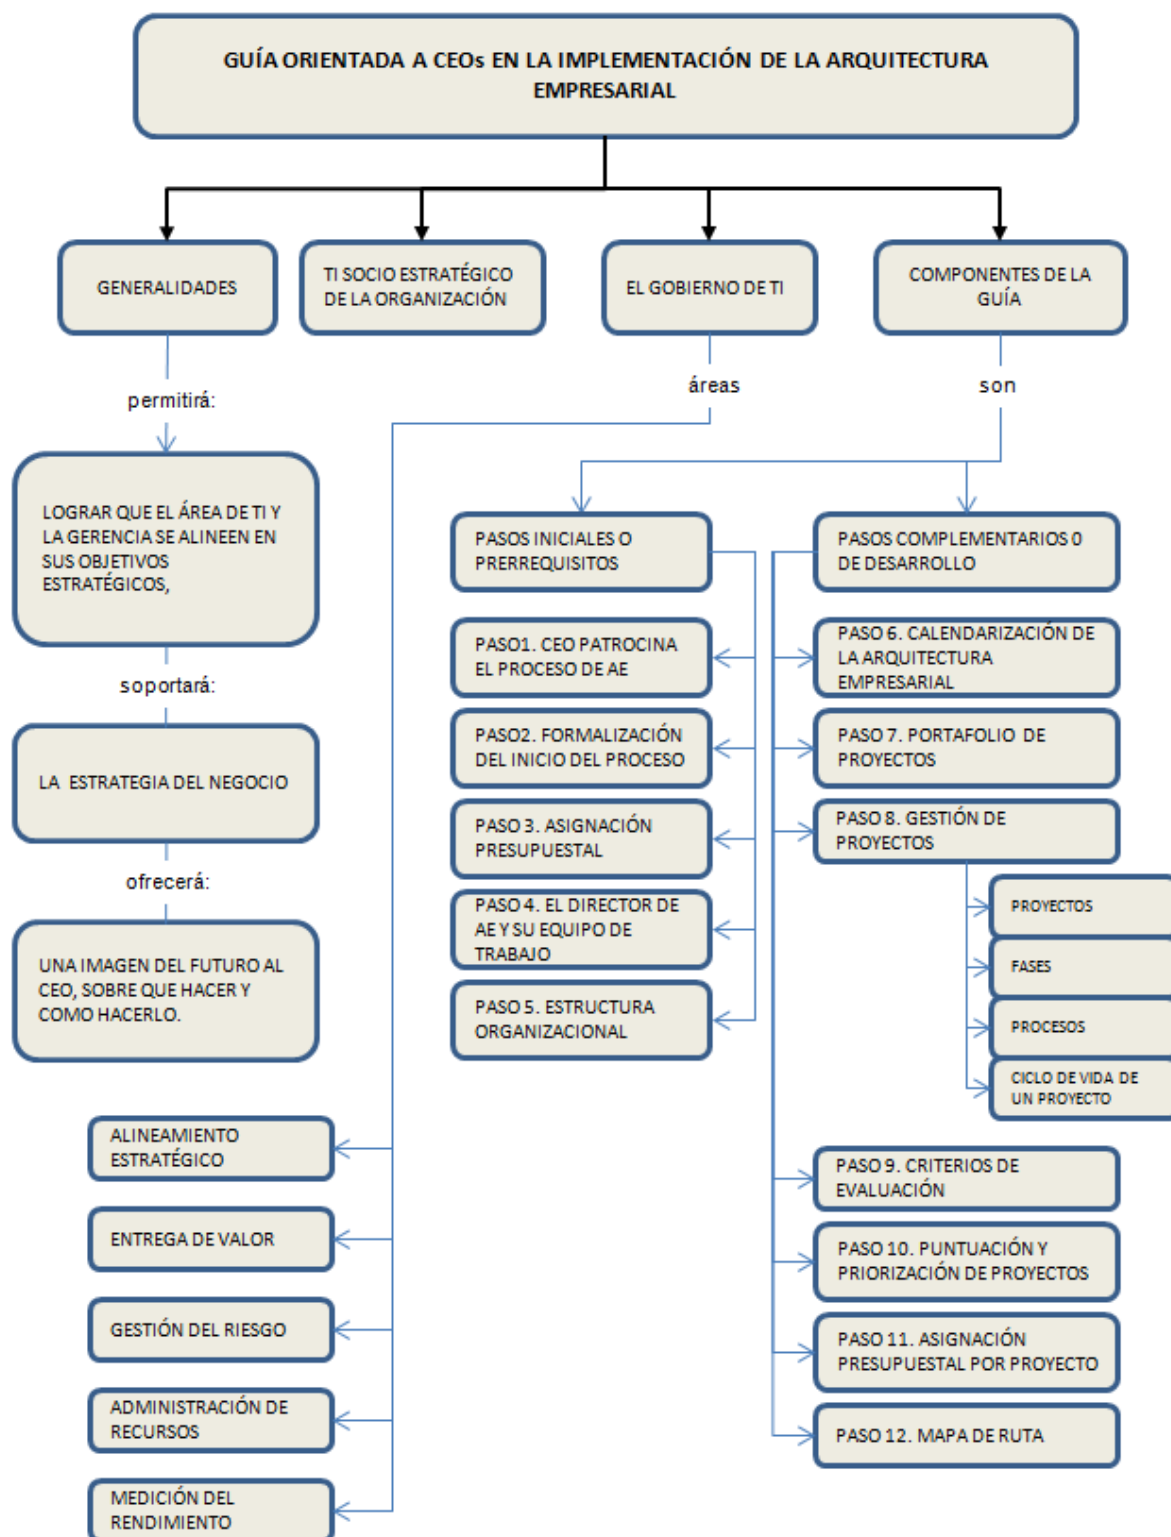 GUÍA ORIENTADA A CEOs EN LA IMPLEMENTACIÓN DE LA ARQUITECTURA
EMPRESARIAL
GENERALIDADES
TI SOCIO ESTRATÉGICO
DE LA ORGANIZACIÓN
EL GOBIERNO DE TI
COMPONENTES DE LA
GUÍA
permitirá:
áreas
son
LOGRAR QUE EL ÁREA DE TI Y
LA GERENCIA SE ALINEEN EN
SUS OBJETIVOS
ESTRATÉGICOS,
soportará:
LA ESTRATEGIA DEL NEGOCIO
ofrecerá:
UNA IMAGEN DEL FUTURO AL
CEO, SOBRE QUE HACER Y
COMO HACERLO.
ALINEAMIENTO
ESTRATÉGICO
ENTREGA DE VALOR
GESTIÓN DEL RIESGO
ADMINISTRACIÓN DE
RECURSOS
MEDICIÓN DEL
RENDIMIENTO
PASOS INICIALES O
PRERREQUISITOS
PASO1. CEO PATROCINA
EL PROCESO DE AE
PASO2. FORMALIZACIÓN
DEL INICIO DEL PROCESO
PASO 3. ASIGNACIÓN
PRESUPUESTAL
PASO 4. EL DIRECTOR DE
AE Y SU EQUIPO DE
TRABAJO
PASO 5. ESTRUCTURA
ORGANIZACIONAL
PASOS COMPLEMENTARIOS 0
DE DESARROLLO
PASO 6. CALENDARIZACIÓN DE
LA ARQUITECTURA
EMPRESARIAL
PASO 7. PORTAFOLIO DE
PROYECTOS
PASO 8. GESTIÓN DE
PROYECTOS
PROYECTOS
FASES
PROCESOS
CICLO DE VIDA DE
UN PROYECTO
PASO 9. CRITERIOS DE
EVALUACIÓN
PASO 10. PUNTUACIÓN Y
PRIORIZACIÓN DE PROYECTOS
PASO 11. ASIGNACIÓN
PRESUPUESTAL POR PROYECTO
PASO 12. MAPA DE RUTA